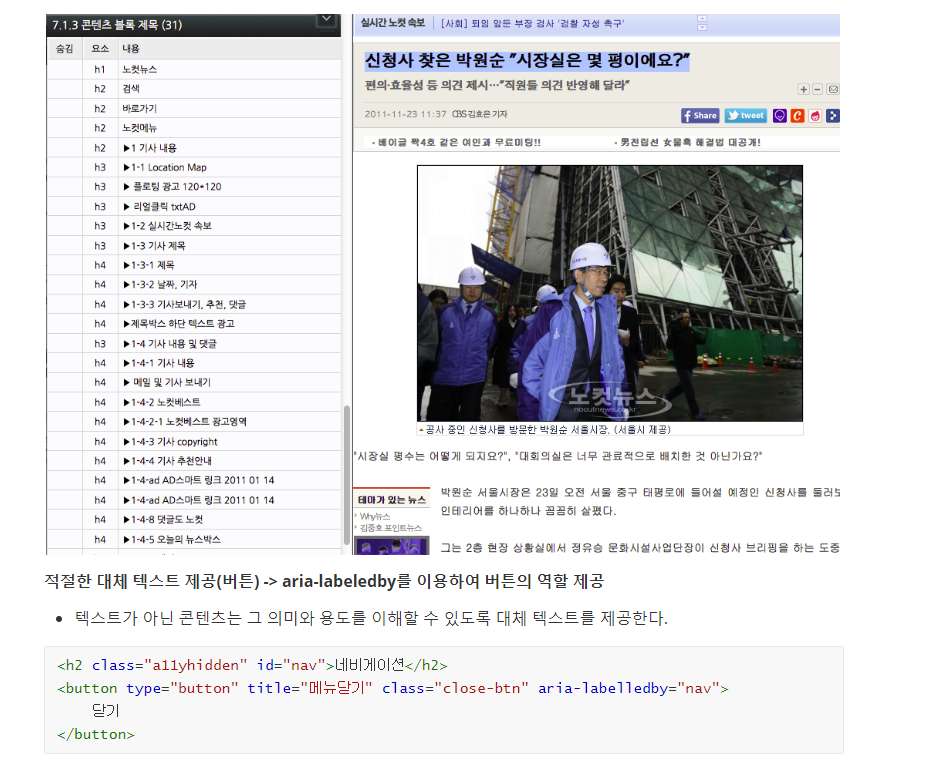 7.1.3 콘텐츠 블록 제목 (31)
숨김 요소 내용
h1 노컷뉴스
h2 검색
h2 바로가기
h2 노컷메뉴
h2 ▶1 기사 내용
h3 ▶1-1 Location Map
h3 ▶ 플로팅 광고 120*120
h3 ▶ 리얼클릭 txtAD
h3 ▶1-2 실시간노컷 속보
h3 ▶1-3 기사 제목
h4 ▶1-3-1 제목
h4 ▶1-3-2 날짜, 기자
h4 ▶1-3-3 기사보내기, 추천, 댓글
h4 ▶제목박스 하단 텍스트 광고
h3 ▶1-4 기사 내용 및 댓글
h4 ▶1-4-1 기사 내용
h4 ▶ 메일 및 기사 보내기
h4 ▶1-4-2 노컷베스트
h4 ▶1-4-2-1 노컷베스트 광고영역
h4 ▶1-4-3 기사 copyright
h4 ▶1-4-4 기사 추천안내
h4 ▶1-4-ad AD스마트 링크 2011 01 14
h4 ▶1-4-ad AD스마트 링크 2011 01 14
h4 ▶1-4-8 댓글도 노컷
h4 ▶1-4-5 오늘의 뉴스박스
실시간 노컷 속보 [사회] 퇴임 앞둔 부장 검사 '검찰 자성 촉구'
신청사 찾은 박원순 "시장실은 몇 평이에요?"
편의·효율성 등 의견 제시…"직원들 의견 반영해 달라"
2011-11-23 11:37 CBS 김효은 기자
Share tweet
베이글 짝4호 같은 여인과 무료미팅!!
男전립선 女물혹 해결법 대공개!
노컷뉴스
nocutnews.co.kr
공사 중인 신청사를 방문한 박원순 서울시장. (서울시 제공)
"시장실 평수는 어떻게 되지요?", "대회의실은 너무 관료적으로 배치한 것 아닌가요?"
테마가 있는 뉴스
Why뉴스
김중호 포인트뉴스
박원순 서울시장은 23일 오전 서울 중구 태평로에 들어설 예정인 신청사를 둘러보
인테리어를 하나하나 꼼꼼히 살폈다.
그는 2층 현장 상황실에서 정유승 문화시설사업단장이 신청사 브리핑을 하는 도중
적절한 대체 텍스트 제공(버튼) -> aria-labeledby를 이용하여 버튼의 역할 제공
• 텍스트가 아닌 콘텐츠는 그 의미와 용도를 이해할 수 있도록 대체 텍스트를 제공한다.
<h2 class="a11yhidden" id="nav">네비게이션</h2>
<button type="button" title="메뉴닫기" class="close-btn" aria-labelledby="nav">
닫기
</button>